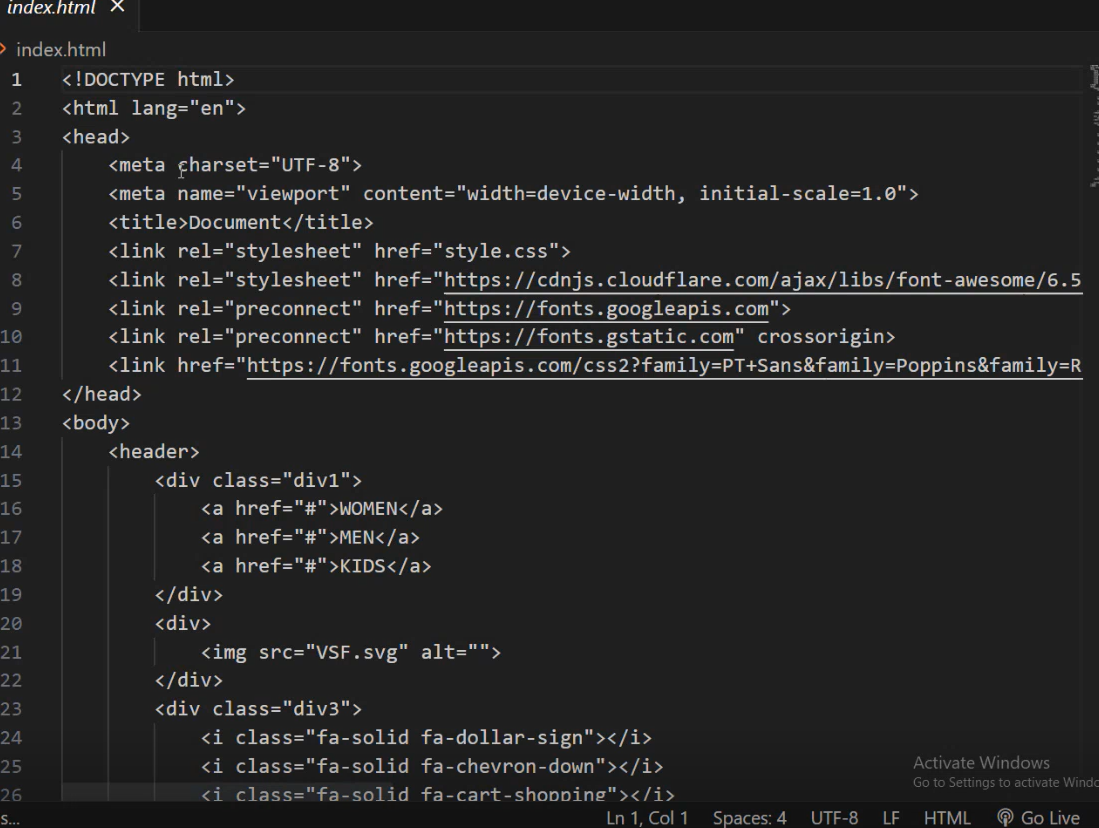 index.html ×
> index.html
1 <!DOCTYPE html>
2 <html lang="en">
3 <head>
4     <meta charset="UTF-8">
5     <meta name="viewport" content="width=device-width, initial-scale=1.0">
6     <title>Document</title>
7     <link rel="stylesheet" href="style.css">
8     <link rel="stylesheet" href="https://cdnjs.cloudflare.com/ajax/libs/font-awesome/6.5
9     <link rel="preconnect" href="https://fonts.googleapis.com">
10     <link rel="preconnect" href="https://fonts.gstatic.com" crossorigin>
11     <link href="https://fonts.googleapis.com/css2?family=PT+Sans&family=Poppins&family=R
12 </head>
13 <body>
14     <header>
15         <div class="div1">
16             <a href="#">WOMEN</a>
17             <a href="#">MEN</a>
18             <a href="#">KIDS</a>
19         </div>
20         <div>
21             <img src="VSF.svg" alt="">
22         </div>
23         <div class="div3">
24             <i class="fa-solid fa-dollar-sign"></i>
25             <i class="fa-solid fa-chevron-down"></i>
26             <i class="fa-solid fa-cart-shopping"></i>
Activate Windows
Go to Settings to activate Windo
s... Ln 1, Col 1 Spaces: 4 UTF-8 LF HTML Go Live